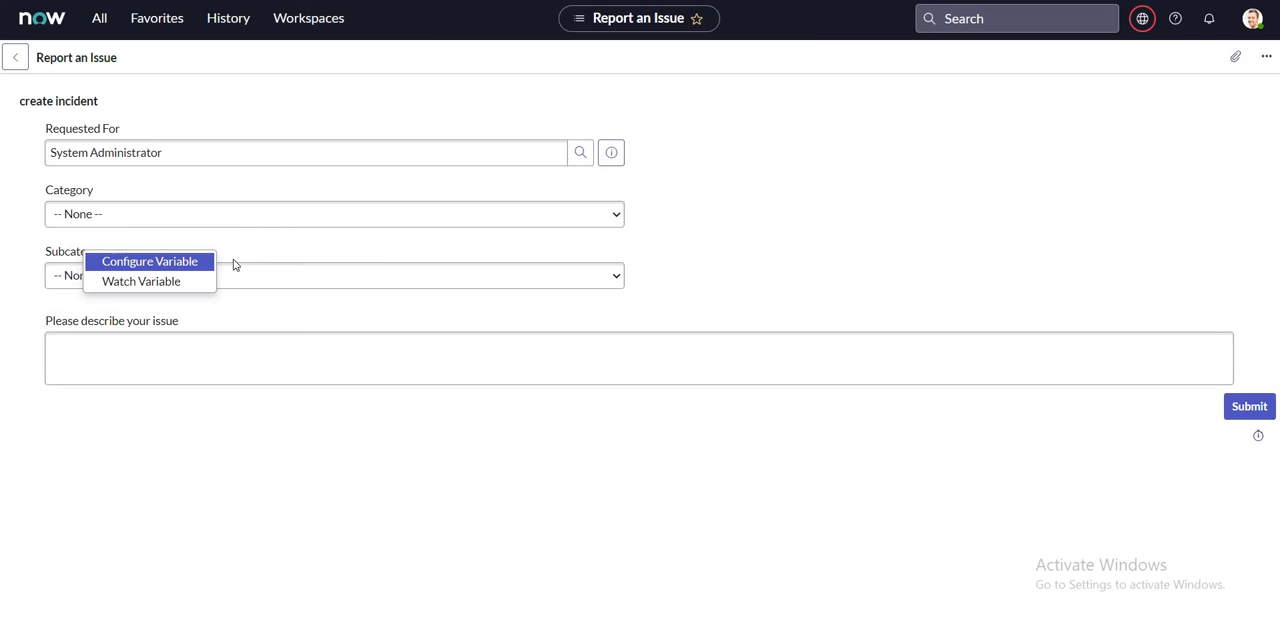 now All Favorites History Workspaces Report an Issue Search
Report an Issue
create incident
Requested For
System Administrator
Category
-- None --
Subcate
Configure Variable
-- Non
Watch Variable
Please describe your issue
Submit
Activate Windows
Go to Settings to activate Windows.